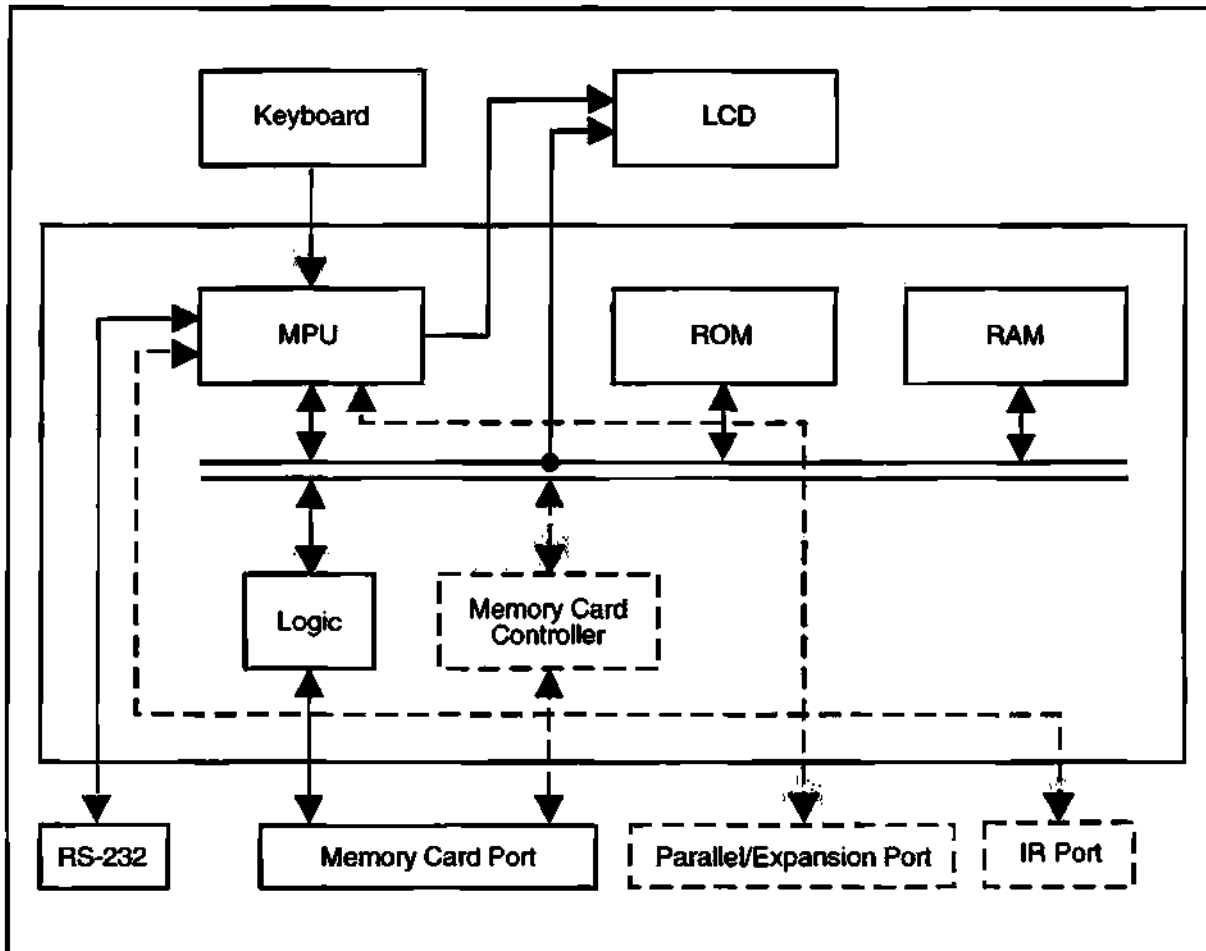 Keyboard
LCD
MPU
ROM
RAM
Logic
Memory Card
Controller
RS-232
Memory Card Port
Parallel/Expansion Port
IR Port